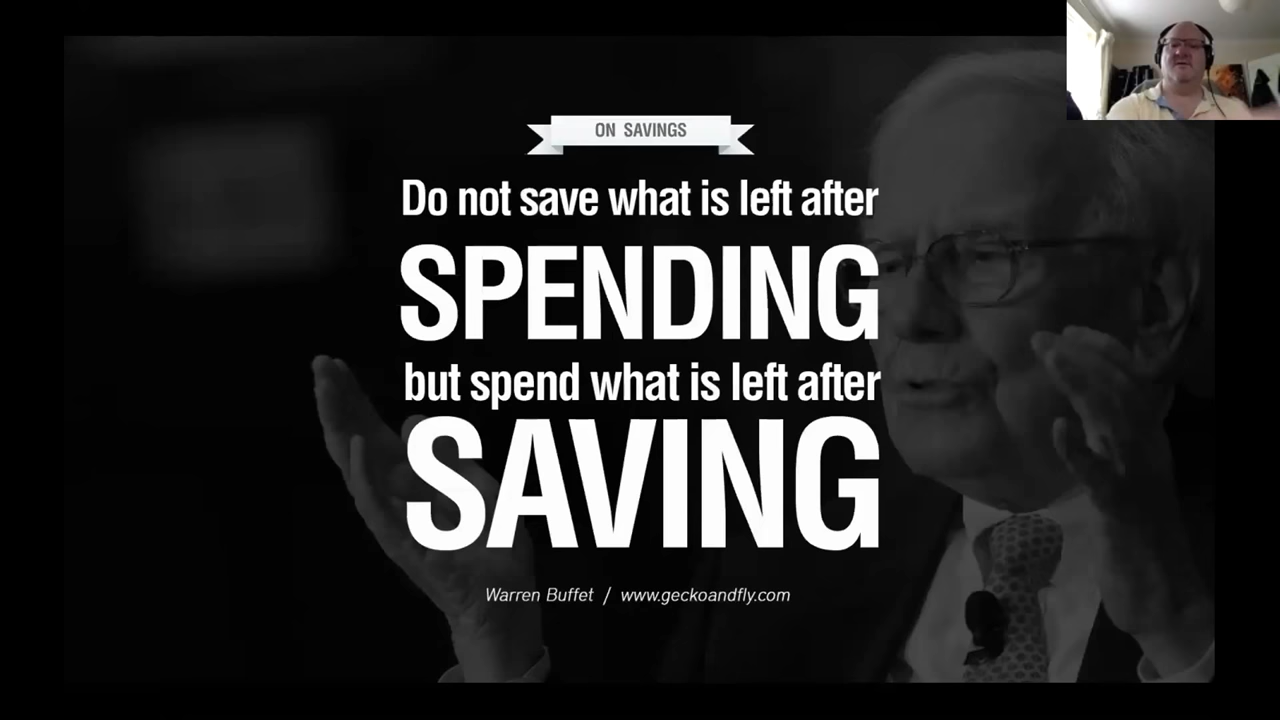 ON SAVINGS
Do not save what is left after
SPENDING
but spend what is left after
SAVING
Warren Buffet / www.geckoandfly.com